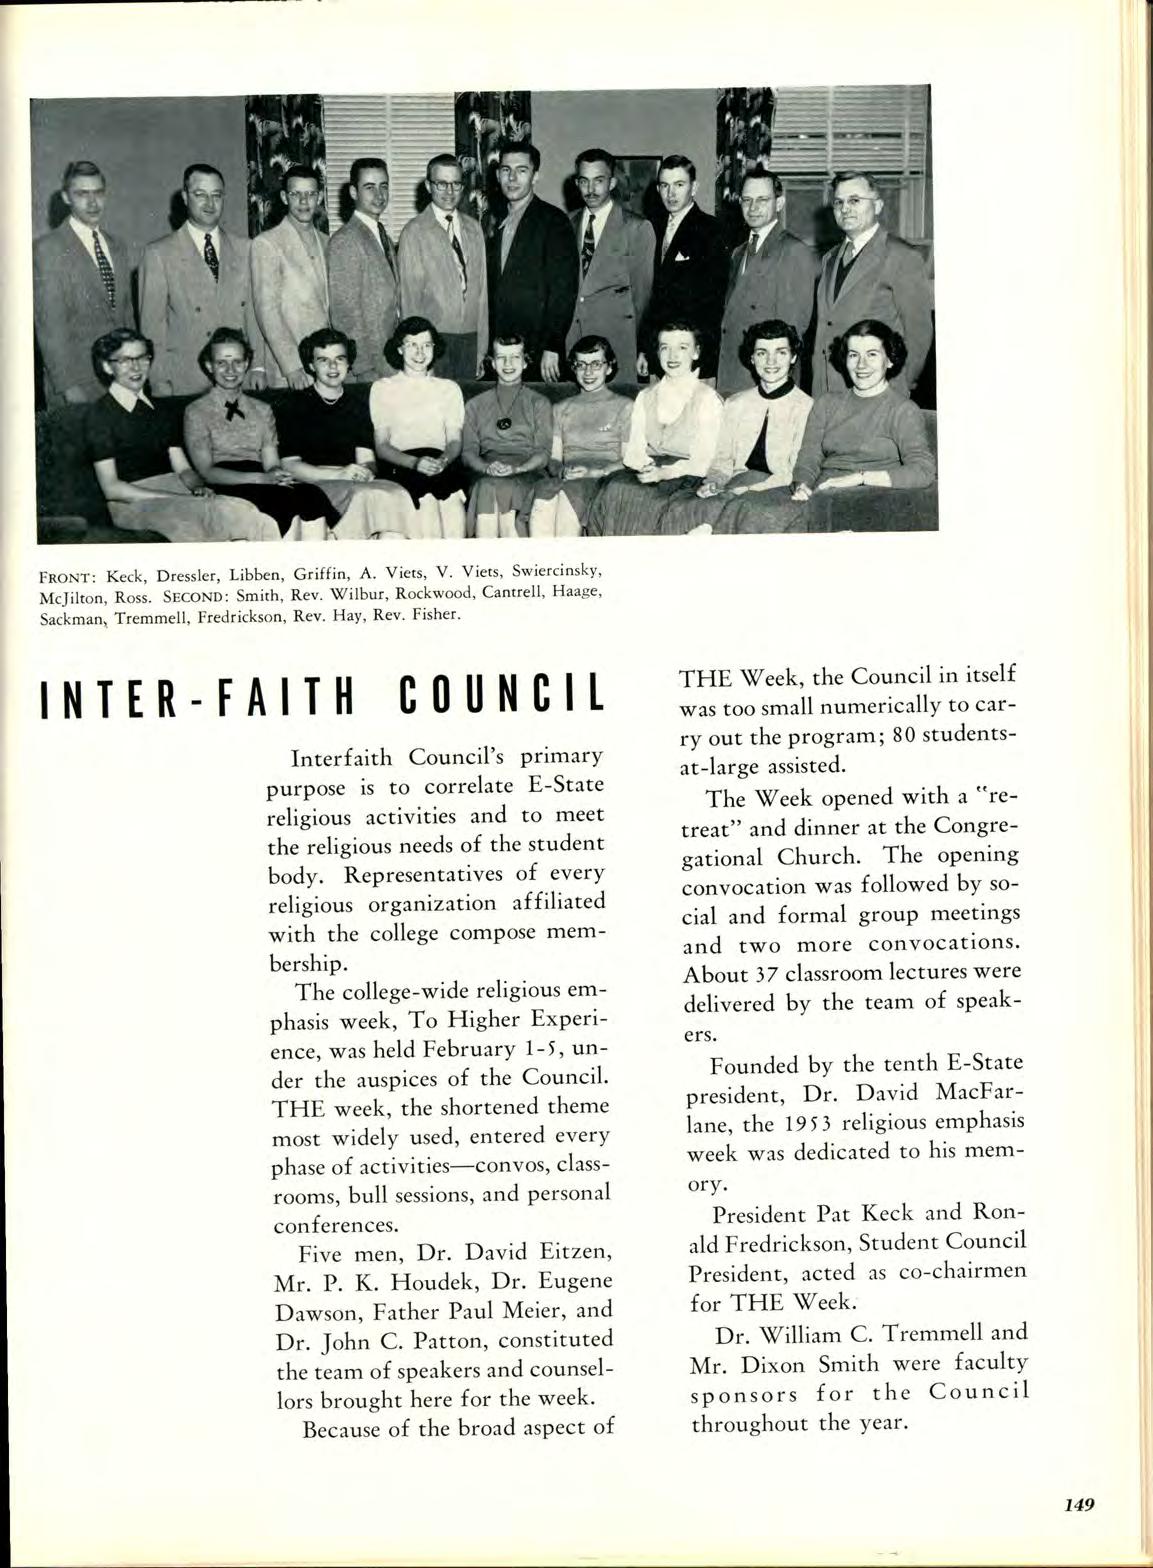 FRONT: Keck, Dressler, Libben, Griffin, A. Viets, V. Viets, Swiercinsky,
McJilton, Ross. SECOND: Smith, Rev. Wilbur, Rockwood, Cantrell, Haage,
Sackman, Tremmell, Fredrickson, Rev. Hay, Rev. Fisher.
INTER-FAITH COUNCIL
Interfaith Council's primary
purpose is to correlate E-State
religious activities and to meet
the religious needs of the student
body. Representatives of every
religious organization affiliated
with the college compose mem-
bership.
The college-wide religious em-
phasis week, To Higher Experi-
ence, was held February 1-5, un-
der the auspices of the Council.
THE week, the shortened theme
most widely used, entered every
phase of activities—convos, class-
rooms, bull sessions, and personal
conferences.
Five men, Dr. David Eitzen,
Mr. P. K. Houdek, Dr. Eugene
Dawson, Father Paul Meier, and
Dr. John C. Patton, constituted
the team of speakers and counsel-
lors brought here for the week.
Because of the broad aspect of
THE Week, the Council in itself
was too small numerically to car-
ry out the program; 80 students-
at-large assisted.
The Week opened with a "re-
treat" and dinner at the Congre-
gational Church. The opening
convocation was followed by so-
cial and formal group meetings
and two more convocations.
About 37 classroom lectures were
delivered by the team of speak-
ers.
Founded by the tenth E-State
president, Dr. David MacFar-
lane, the 1953 religious emphasis
week was dedicated to his mem-
ory.
President Pat Keck and Ron-
ald Fredrickson, Student Council
President, acted as co-chairmen
for THE Week.
Dr. William C. Tremmell and
Mr. Dixon Smith were faculty
sponsors for the Council
throughout the year.
149